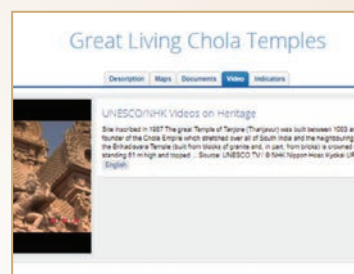 Great Living Chola Temples
Description Maps Documents Video Indicators
UNESCO/NHK Videos on Heritage
Site inscribed in 1987 The great Temple of Tanjore (Thanjavur) was built between 1003 a
founder of the Chola Empire which stretched over all of South India and the neighbouring
the Brihadisvara Temple (built from blocks of granite and, in part, from bricks) is crowned
standing 61 m high and topped ... Source: UNESCO TV / © NHK Nippon Hoso Kyokai
English